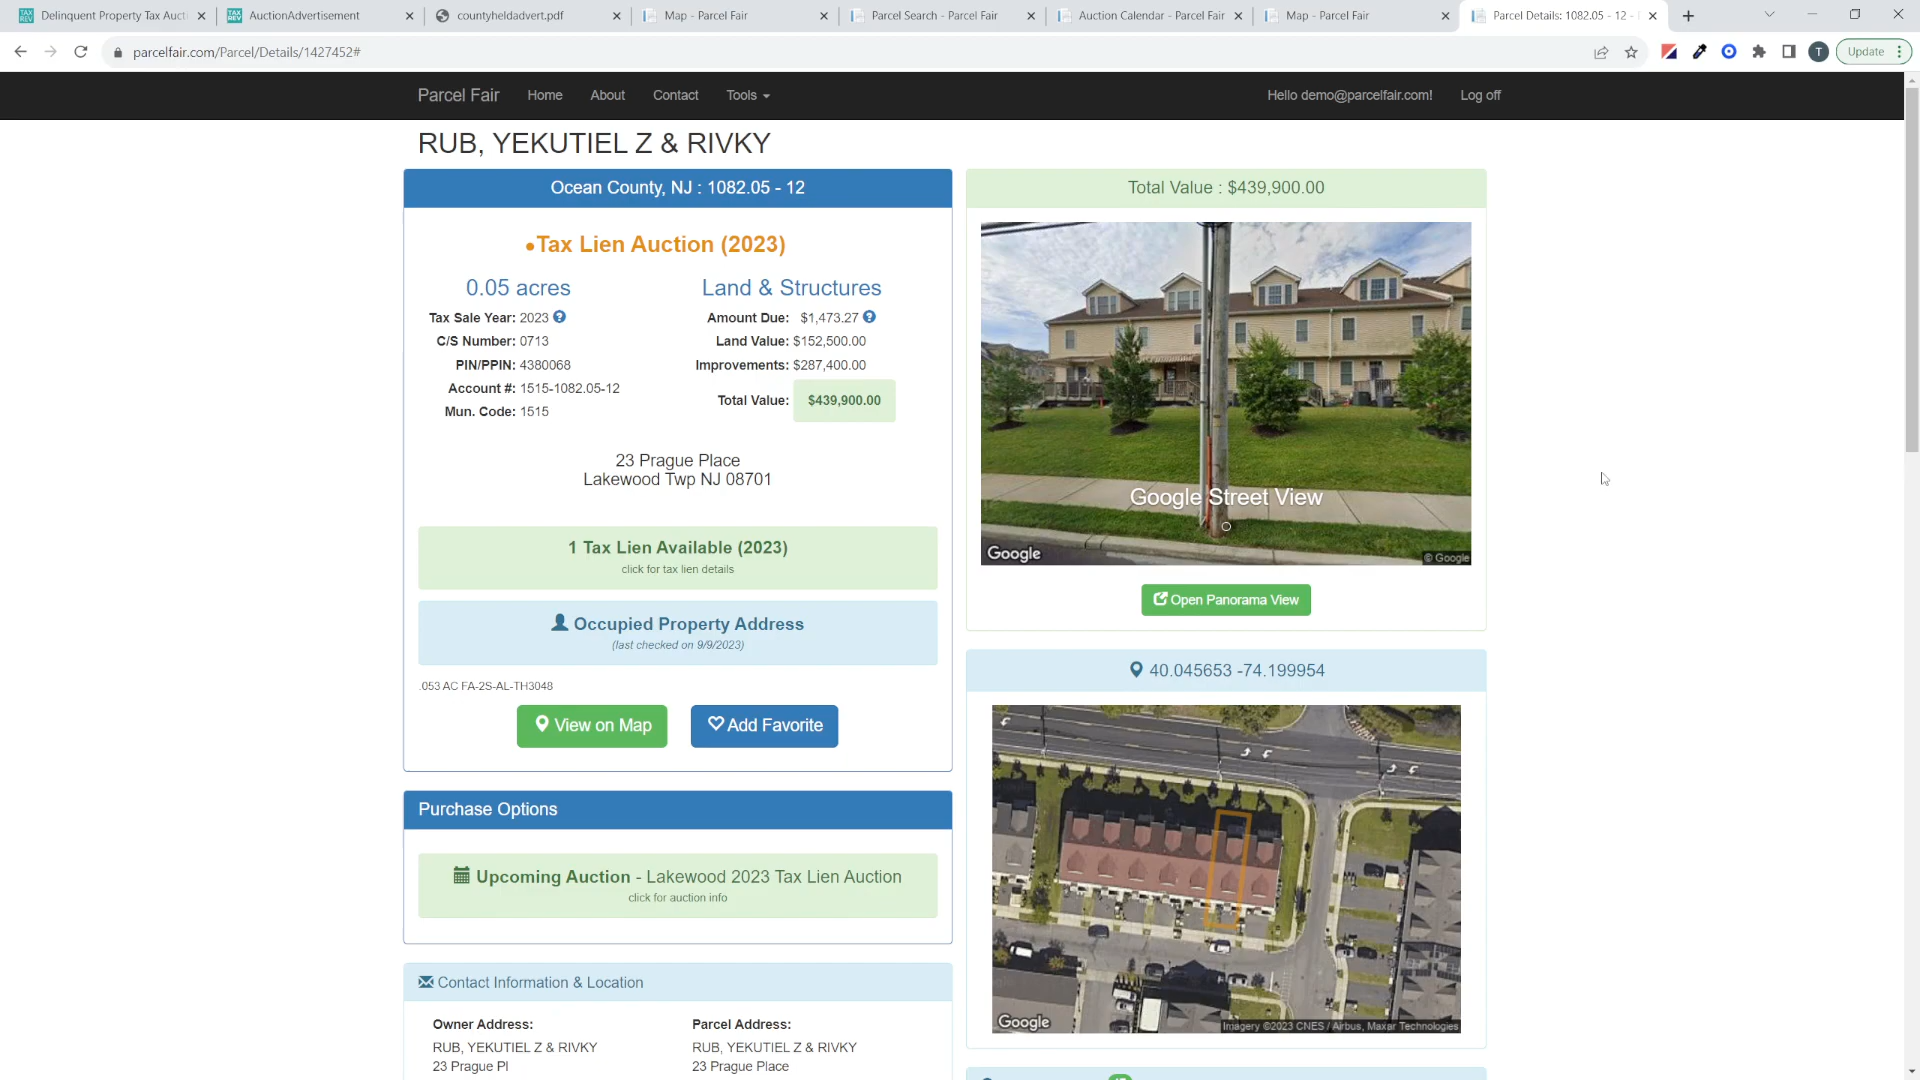 Delinquent Property Tax Aucti
AuctionAdvertisement
countyheldadvert.pdf
Map - Parcel Fair
Parcel Search - Parcel Fair
Auction Calendar - Parcel Fair
Map - Parcel Fair
Parcel Details: 1082.05 - 12 -
parcelfair.com/Parcel/Details/1427452#
T
Update
Parcel Fair
Home
About
Contact
Tools
Hello demo@parcelfair.com!
Log off
RUB, YEKUTIEL Z & RIVKY
Ocean County, NJ : 1082.05 - 12
•Tax Lien Auction (2023)
0.05 acres
Tax Sale Year: 2023
C/S Number: 0713
PIN/PPIN: 4380068
Account #: 1515-1082.05-12
Mun. Code: 1515
Land & Structures
Amount Due: $1,473.27
Land Value: $152,500.00
Improvements: $287,400.00
Total Value: $439,900.00
23 Prague Place
Lakewood Twp NJ 08701
1 Tax Lien Available (2023)
click for tax lien details
Occupied Property Address
(last checked on 9/9/2023)
.053 AC FA-2S-AL-TH3048
View on Map
Add Favorite
Purchase Options
Upcoming Auction - Lakewood 2023 Tax Lien Auction
click for auction info
Contact Information & Location
Owner Address:
RUB, YEKUTIEL Z & RIVKY
23 Prague Pl
Parcel Address:
RUB, YEKUTIEL Z & RIVKY
23 Prague Place
Total Value : $439,900.00
Google Street View
Google
© Google
Open Panorama View
40.045653 -74.199954
Google
Imagery ©2023 CNES / Airbus, Maxar Technologies